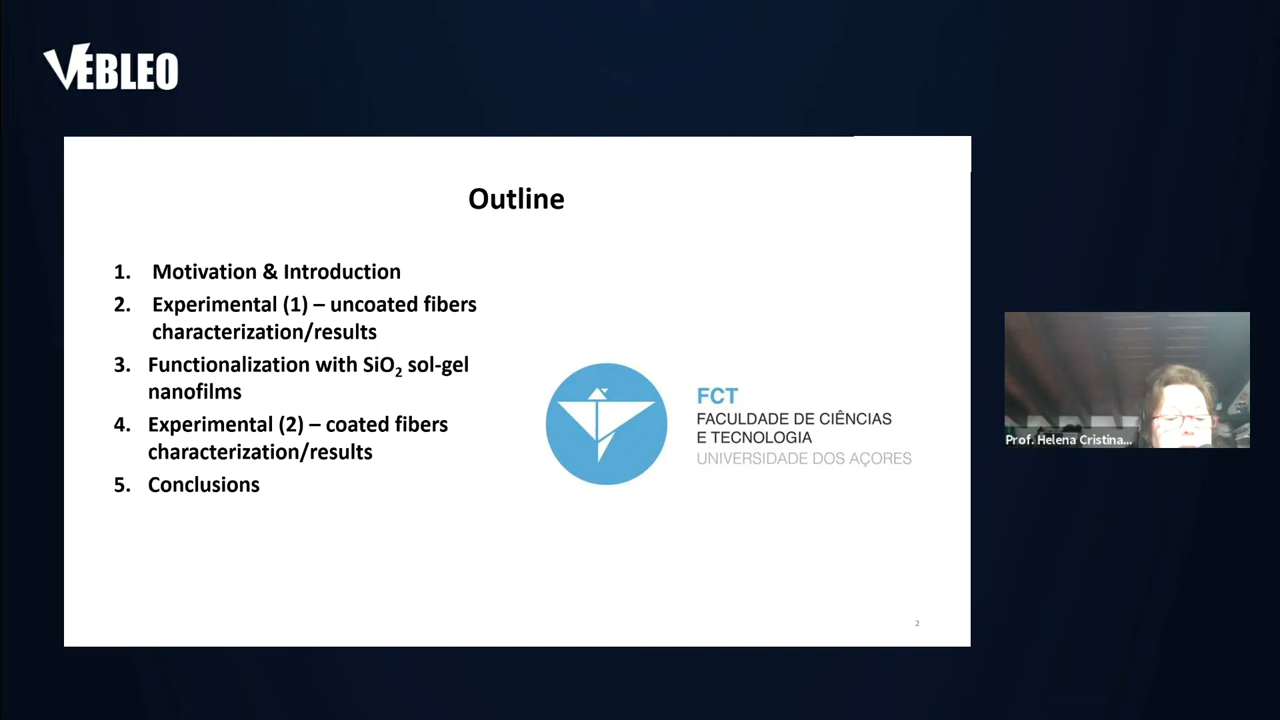 VEBLEO
Outline
1. Motivation & Introduction
2. Experimental (1) – uncoated fibers
characterization/results
3. Functionalization with SiO₂ sol-gel
nanofilms
4. Experimental (2) – coated fibers
characterization/results
5. Conclusions
FCT
FACULDADE DE CIÊNCIAS
E TECNOLOGIA
UNIVERSIDADE DOS AÇORES
2
Prof. Helena Cristina...